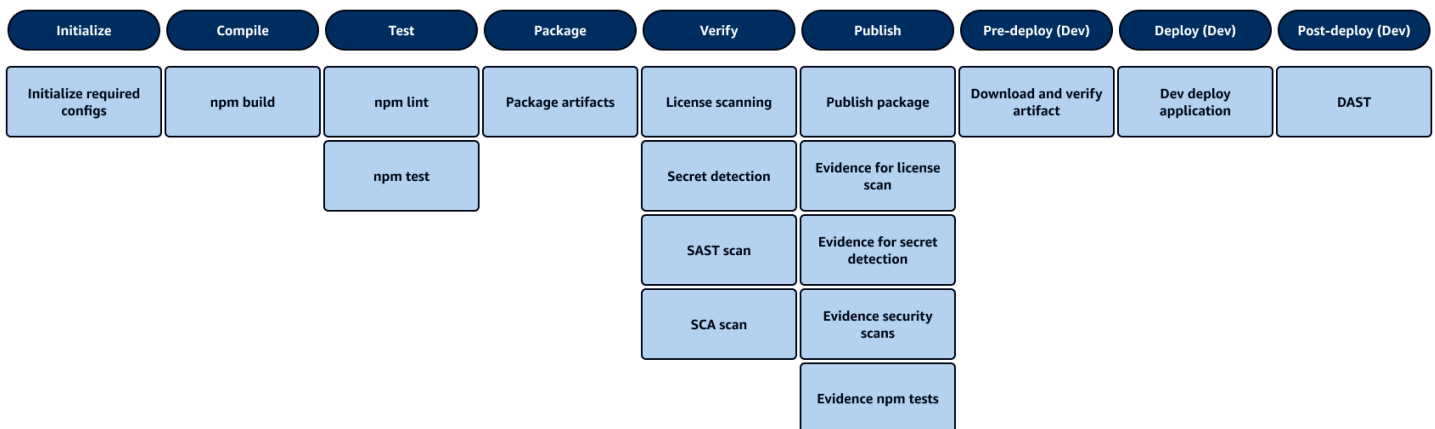 Initialize
Compile
Test
Package
Verify
Publish
Pre-deploy (Dev)
Deploy (Dev)
Post-deploy (Dev)
Initialize required
configs
npm build
npm lint
Package artifacts
License scanning
Publish package
Download and verify
artifact
Dev deploy
application
DAST
npm test
Secret detection
Evidence for license
scan
SAST scan
Evidence for secret
detection
SCA scan
Evidence security
scans
Evidence npm tests